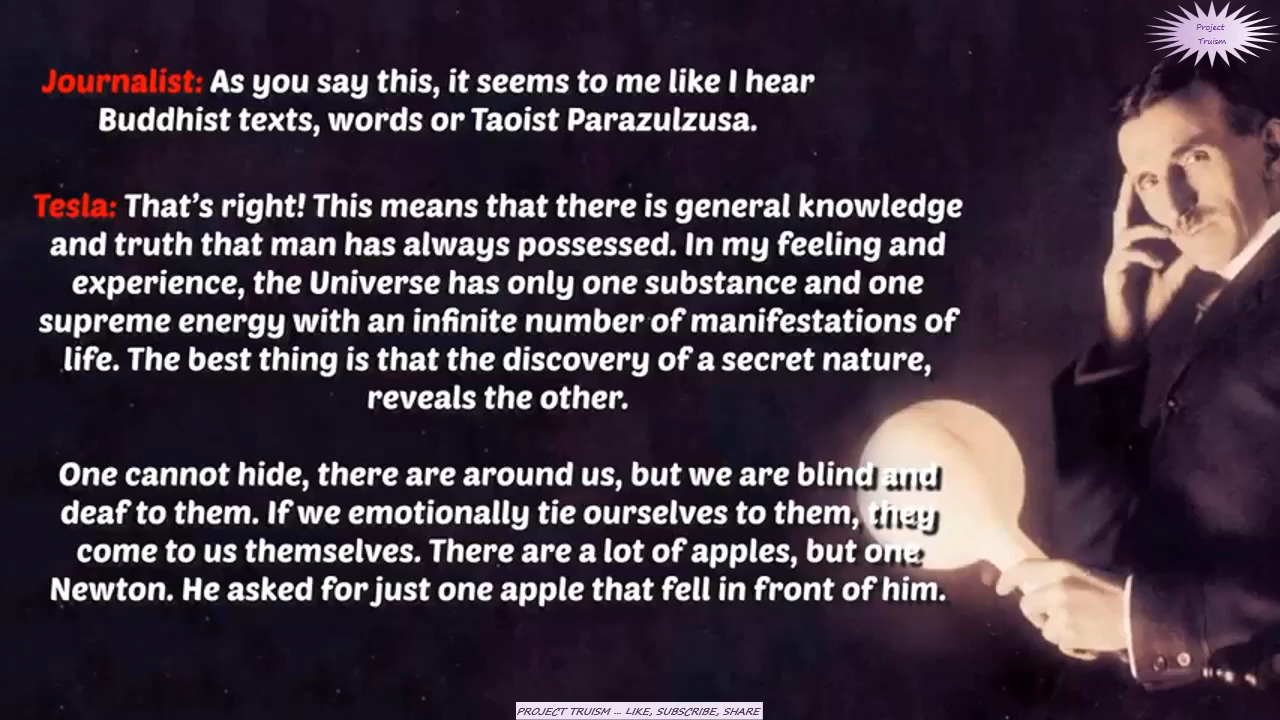 Project
Truism
Journalist: As you say this, it seems to me like I hear
Buddhist texts, words or Taoist Parazulzusa.
Tesla: That's right! This means that there is general knowledge
and truth that man has always possessed. In my feeling and
experience, the Universe has only one substance and one
supreme energy with an infinite number of manifestations of
life. The best thing is that the discovery of a secret nature,
reveals the other.
One cannot hide, there are around us, but we are blind and
deaf to them. If we emotionally tie ourselves to them, they
come to us themselves. There are a lot of apples, but one
Newton. He asked for just one apple that fell in front of him.
PROJECT TRUISM ... LIKE, SUBSCRIBE, SHARE